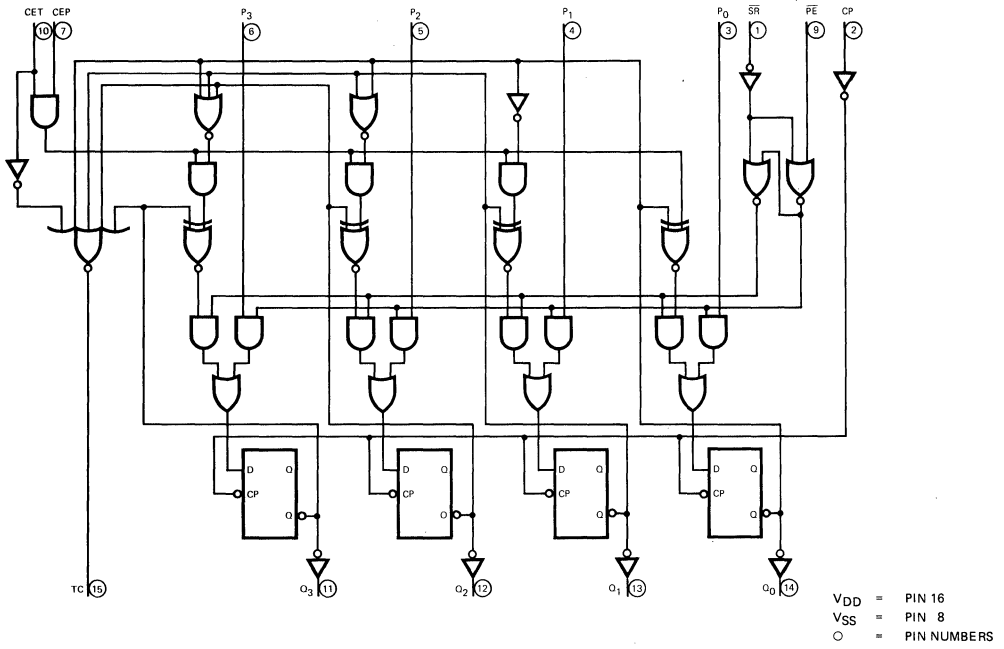 CET CEP P3 P2 P1 P0 SR PE CP
10 7 6 5 4 3 1 9 2
D Q D Q D Q D Q
CP CP CP CP
Q O Q Q
TC 15 Q3 11 Q2 12 Q1 13 Q0 14
VDD = PIN 16
VSS = PIN 8
○ = PIN NUMBERS